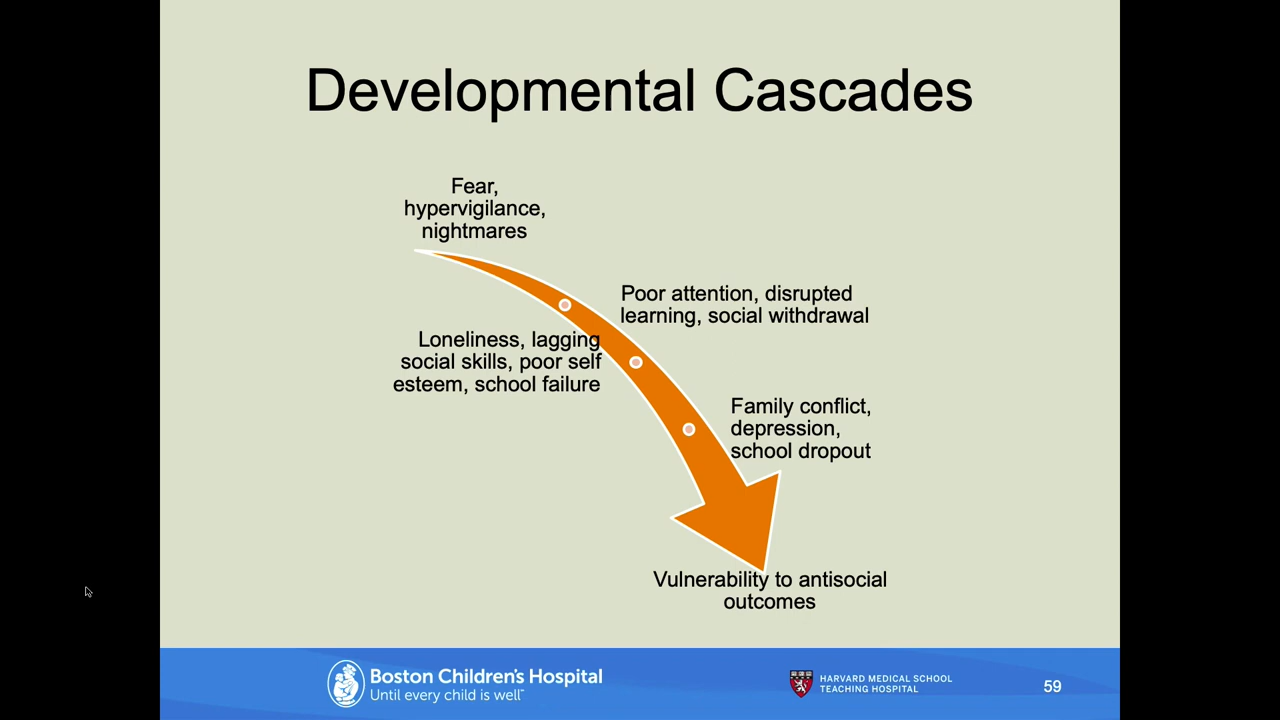 Developmental Cascades
Fear,
hypervigilance,
nightmares
Poor attention, disrupted
learning, social withdrawal
Loneliness, lagging
social skills, poor self
esteem, school failure
Family conflict,
depression,
school dropout
Vulnerability to antisocial
outcomes
Boston Children's Hospital
Until every child is well™
HARVARD MEDICAL SCHOOL
TEACHING HOSPITAL
59